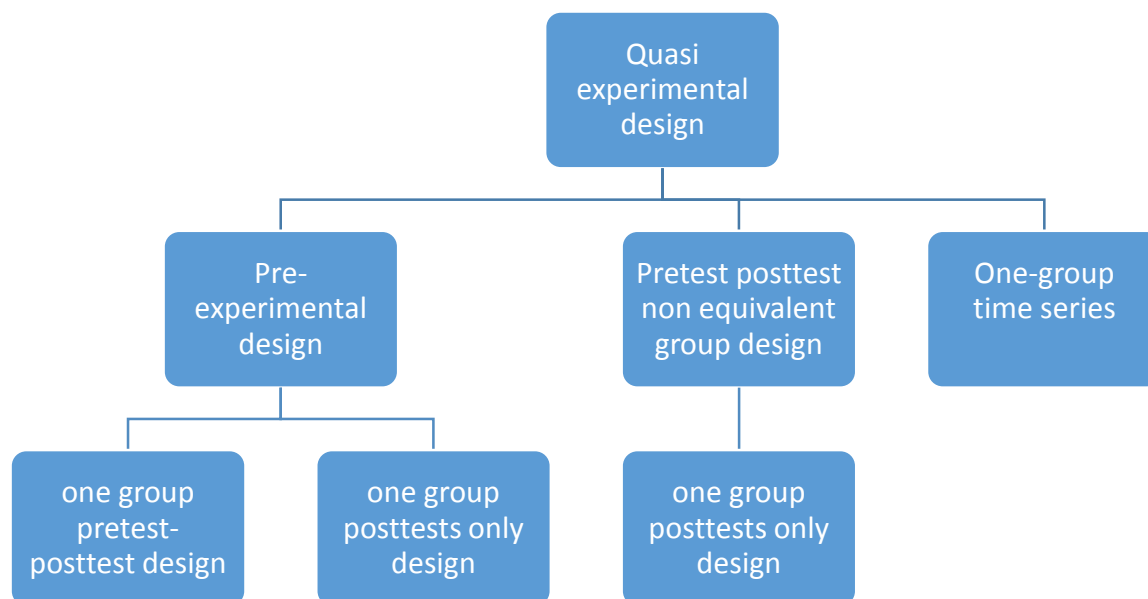 Quasi
experimental
design
Pre-
experimental
design
Pretest posttest
non equivalent
group design
One-group
time series
one group
pretest-
posttest design
one group
posttests only
design
one group
posttests only
design